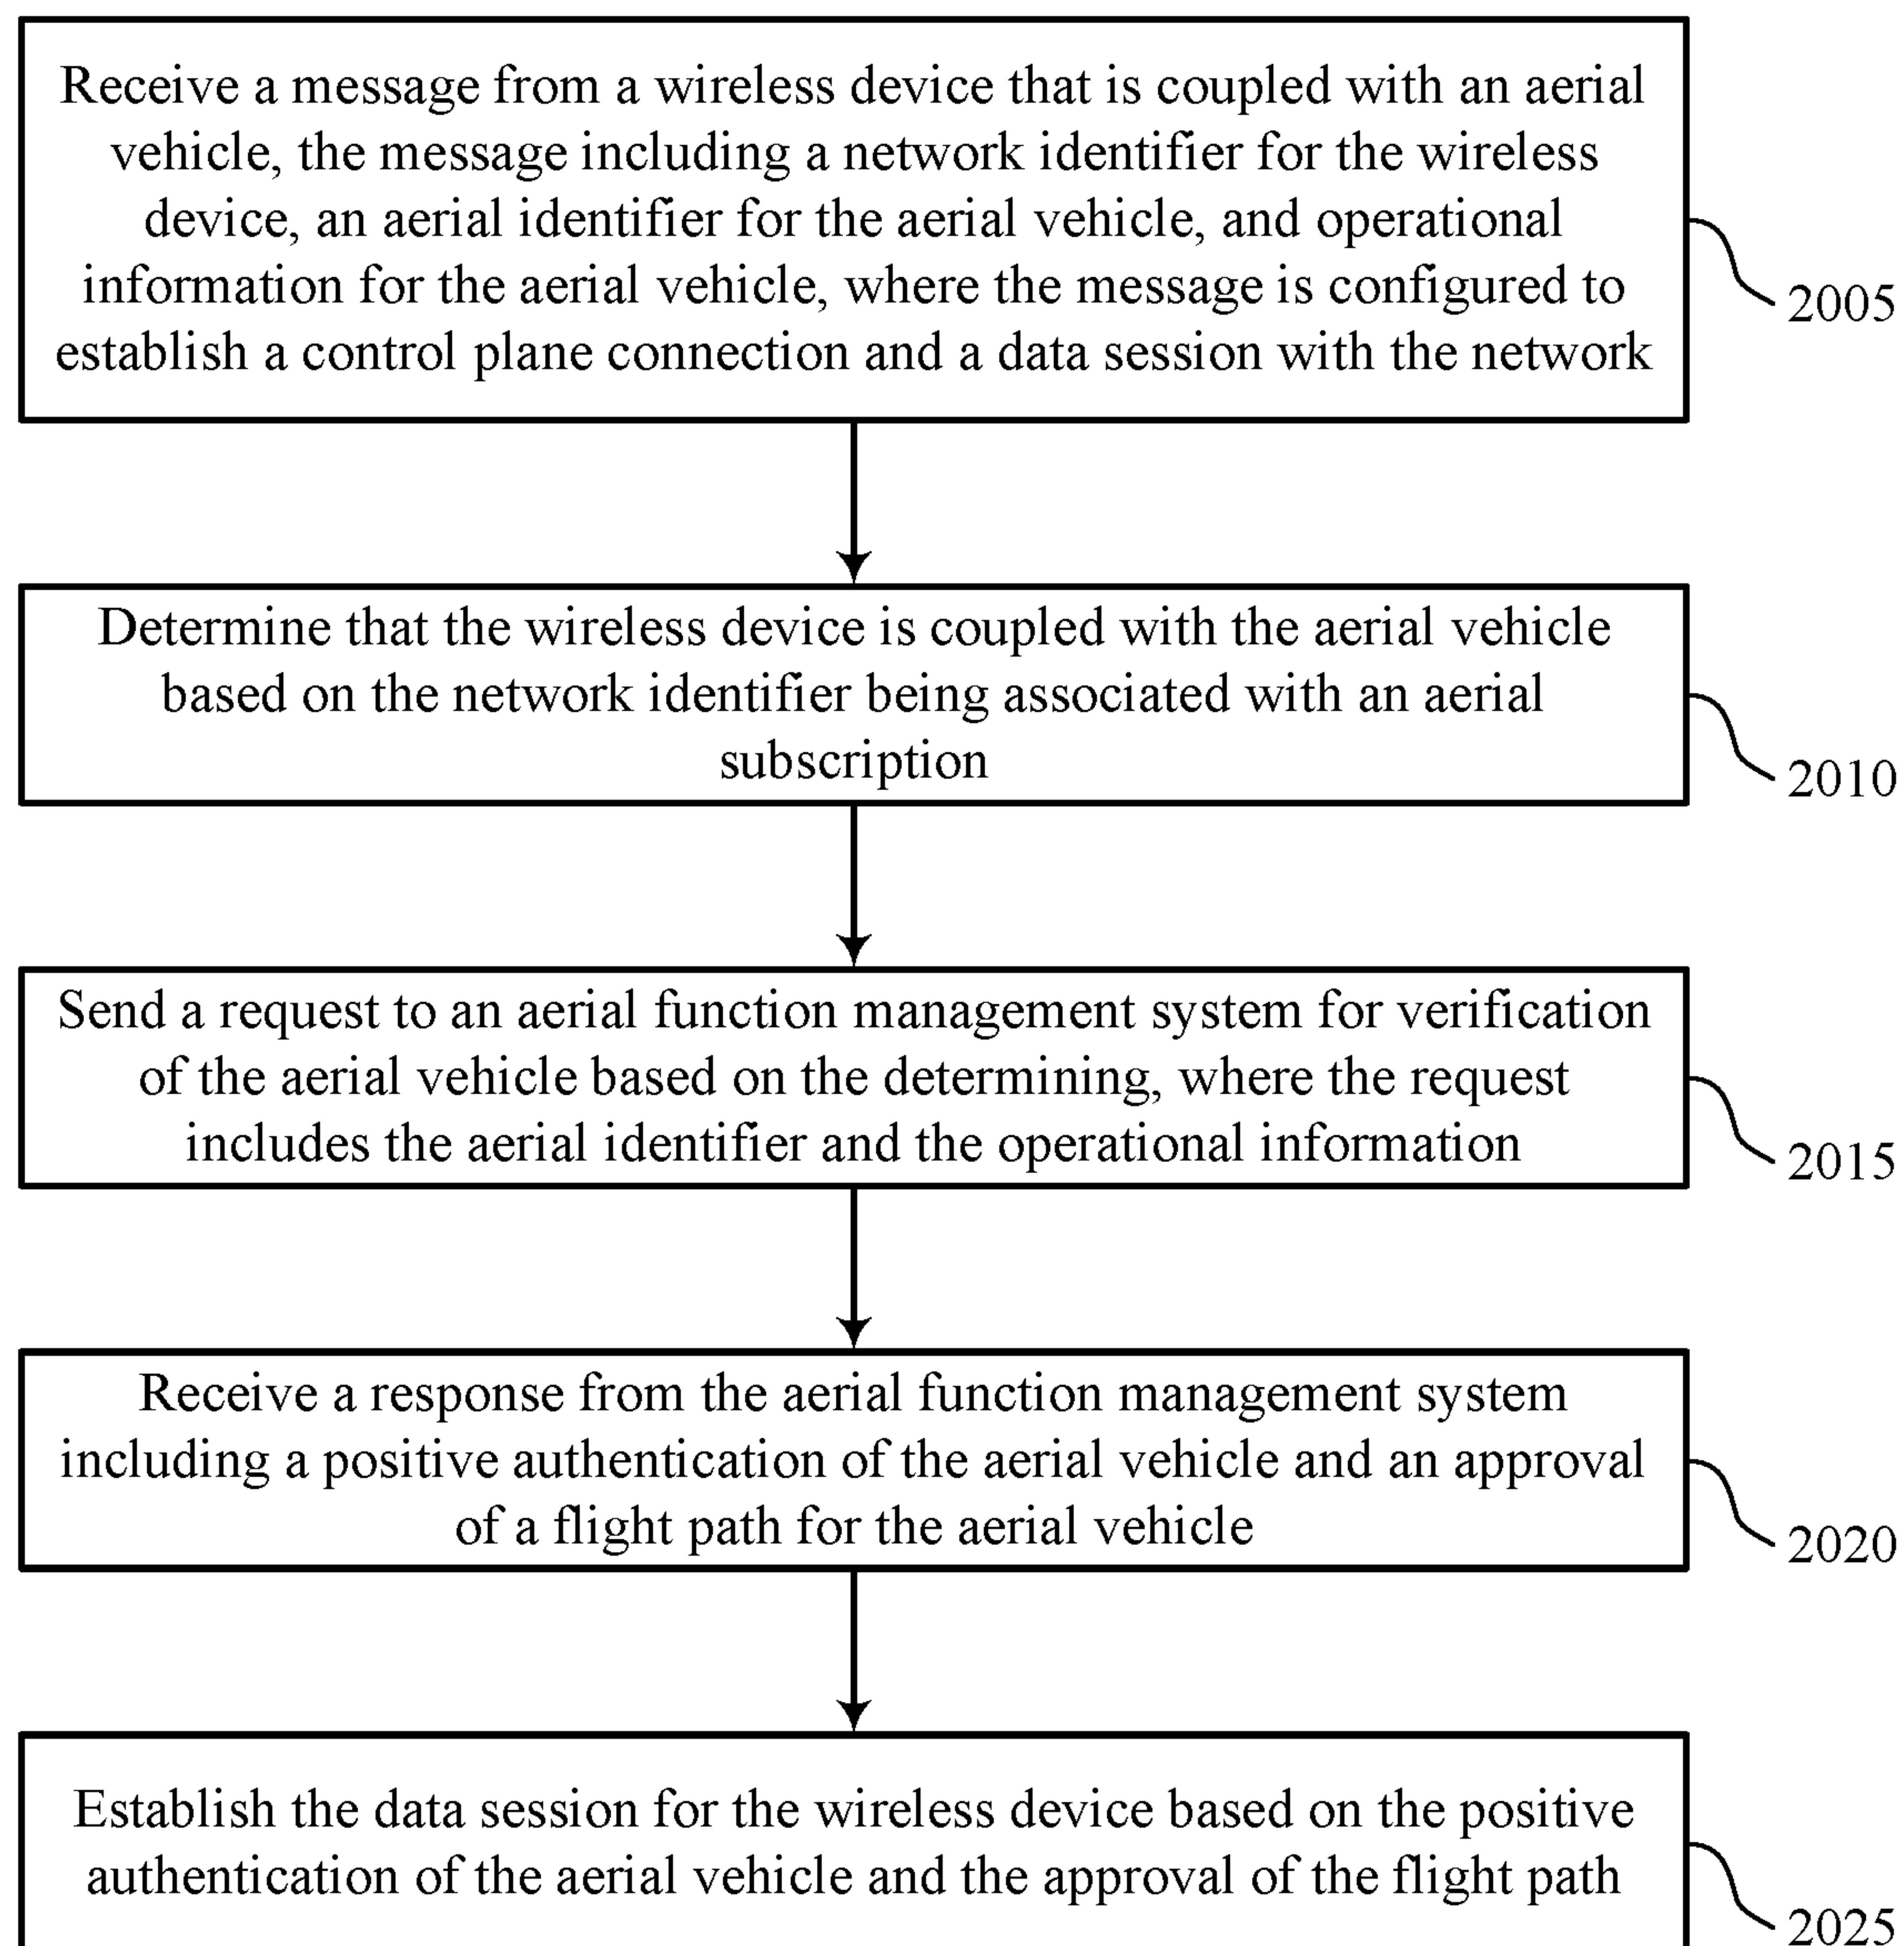 Receive a message from a wireless device that is coupled with an aerial
vehicle, the message including a network identifier for the wireless
device, an aerial identifier for the aerial vehicle, and operational
information for the aerial vehicle, where the message is configured to
establish a control plane connection and a data session with the network
2005
Determine that the wireless device is coupled with the aerial vehicle
based on the network identifier being associated with an aerial
subscription
2010
Send a request to an aerial function management system for verification
of the aerial vehicle based on the determining, where the request
includes the aerial identifier and the operational information
2015
Receive a response from the aerial function management system
including a positive authentication of the aerial vehicle and an approval
of a flight path for the aerial vehicle
2020
Establish the data session for the wireless device based on the positive
authentication of the aerial vehicle and the approval of the flight path
2025